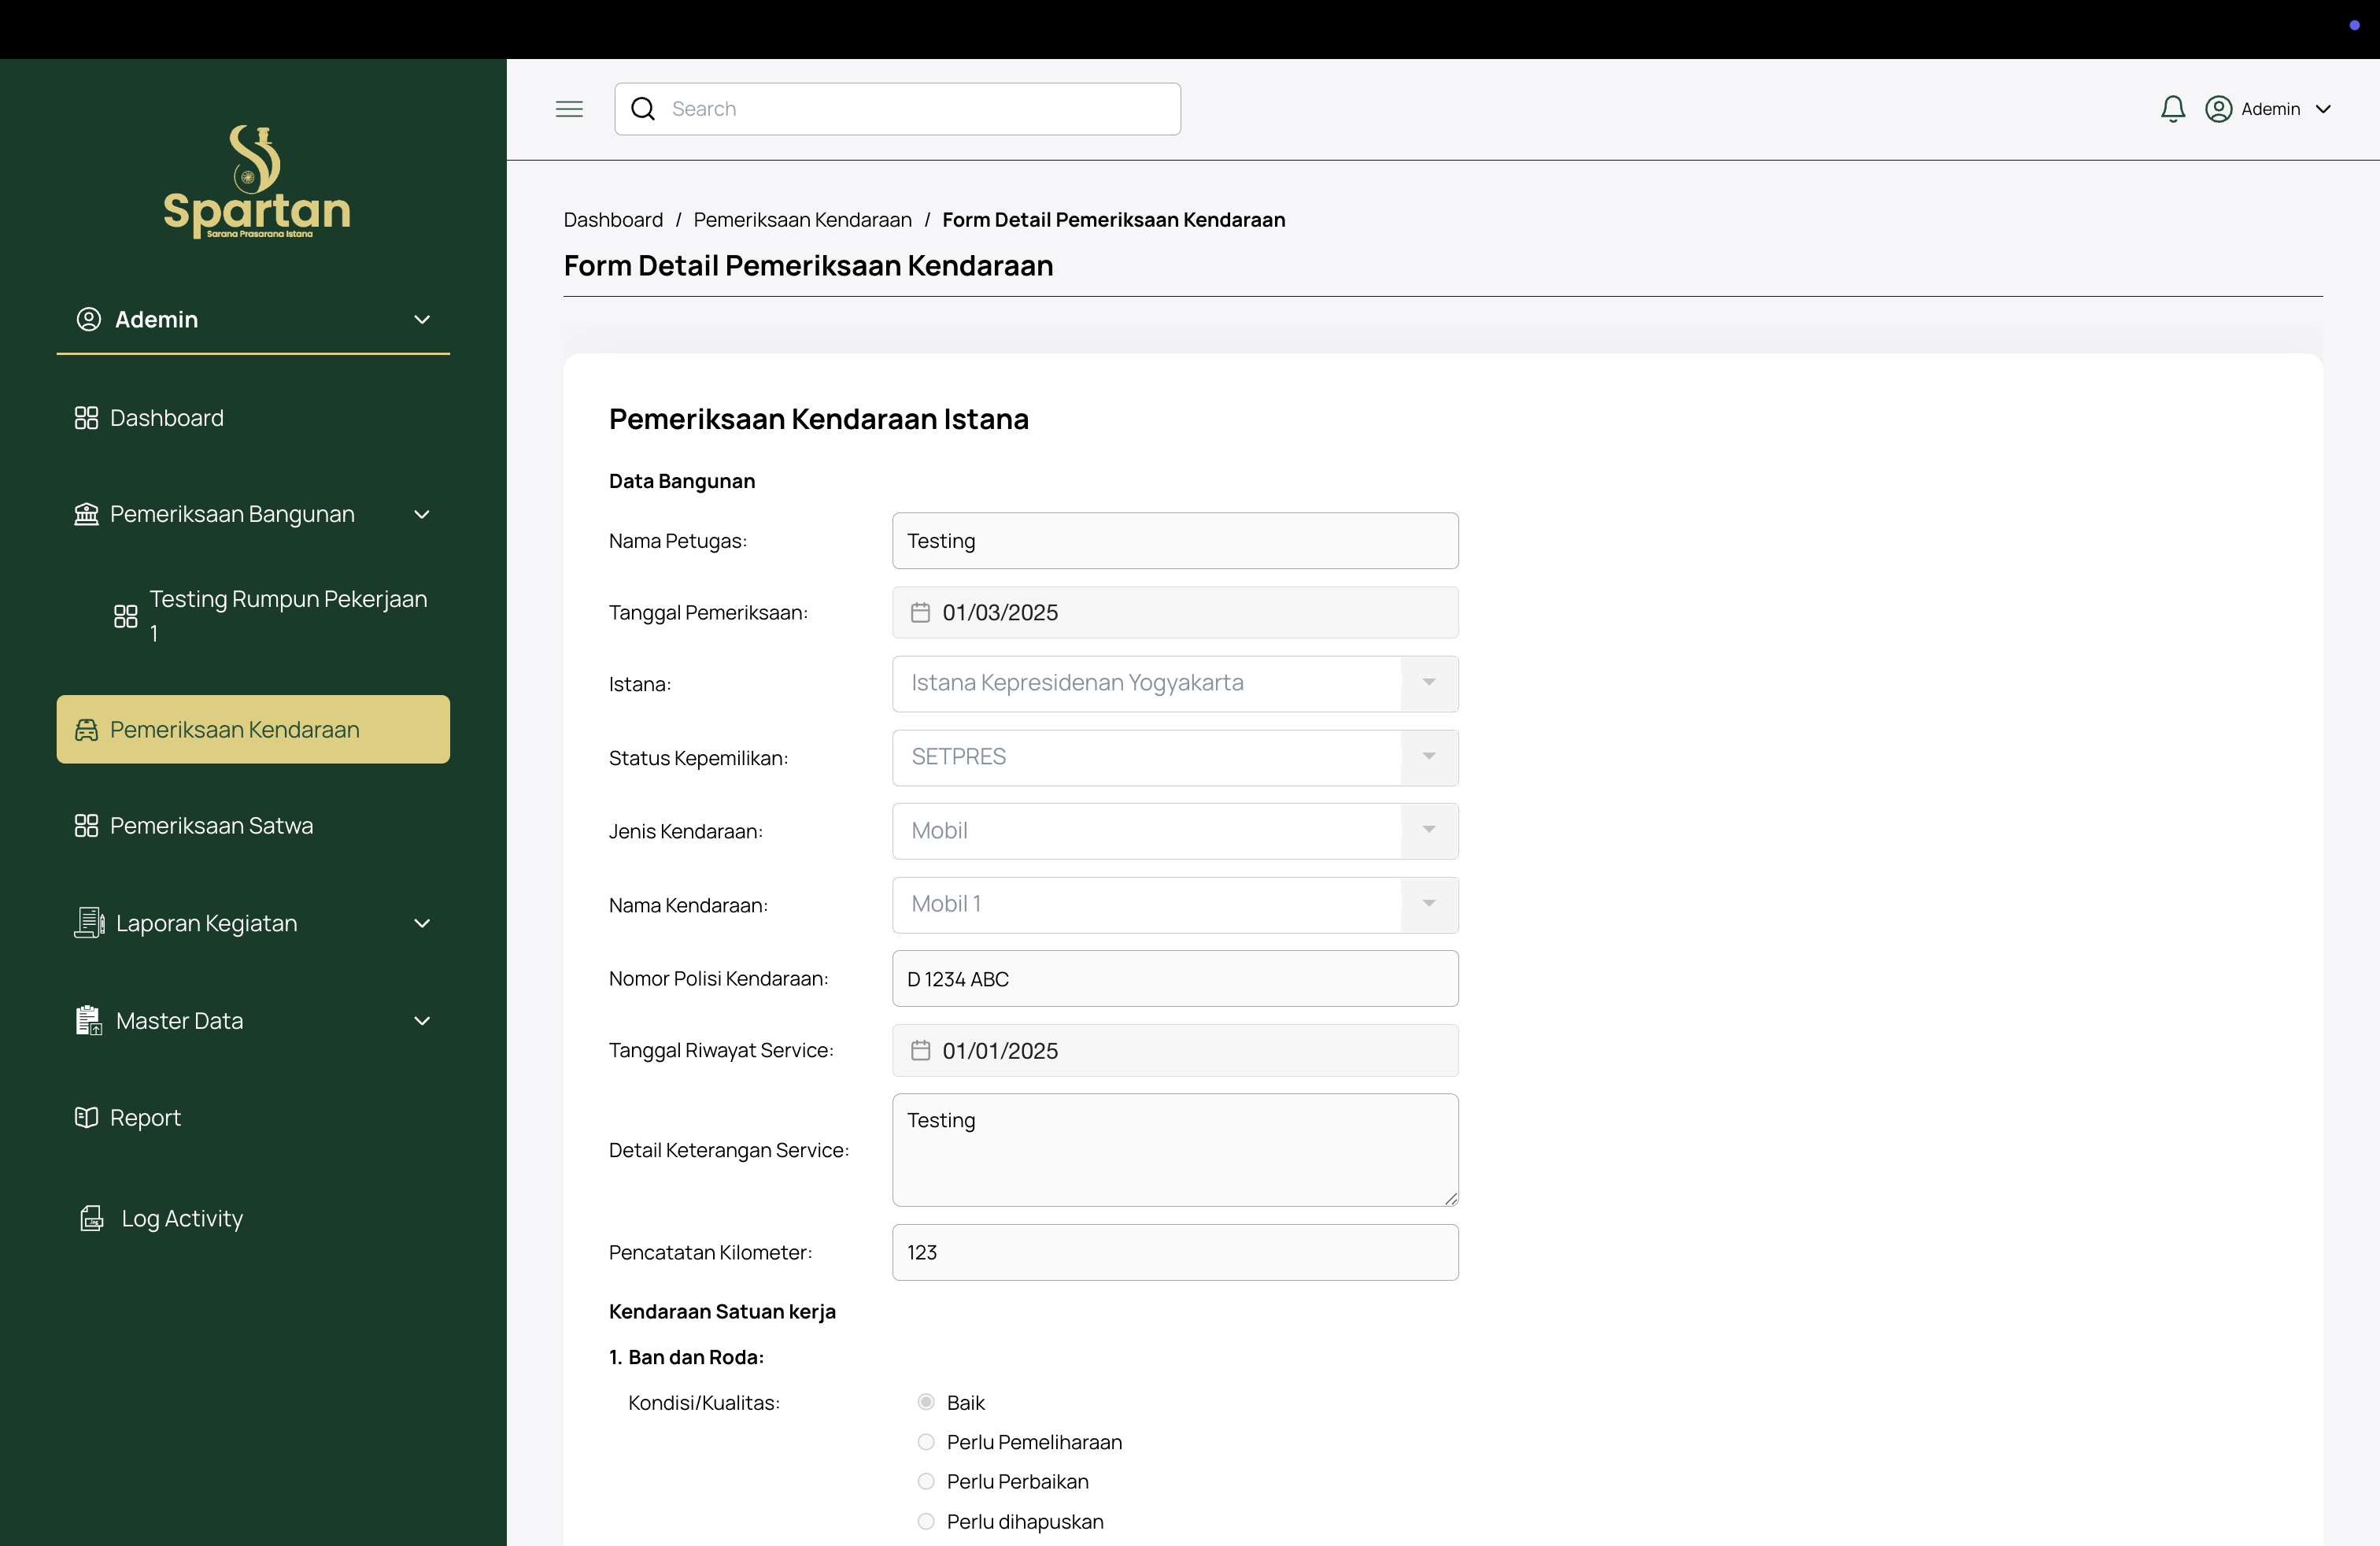 Spartan
Sarana Prasarana Istana
Ademin
Dashboard
Pemeriksaan Bangunan
Testing Rumpun Pekerjaan
1
Pemeriksaan Kendaraan
Pemeriksaan Satwa
Laporan Kegiatan
Master Data
Report
Log Activity
Search
Ademin
Dashboard / Pemeriksaan Kendaraan / Form Detail Pemeriksaan Kendaraan
Form Detail Pemeriksaan Kendaraan
Pemeriksaan Kendaraan Istana
Data Bangunan
Nama Petugas: Testing
Tanggal Pemeriksaan: 01/03/2025
Istana: Istana Kepresidenan Yogyakarta
Status Kepemilikan: SETPRES
Jenis Kendaraan: Mobil
Nama Kendaraan: Mobil 1
Nomor Polisi Kendaraan: D 1234 ABC
Tanggal Riwayat Service: 01/01/2025
Detail Keterangan Service: Testing
Pencatatan Kilometer: 123
Kendaraan Satuan kerja
1. Ban dan Roda:
Kondisi/Kualitas: Baik
Perlu Pemeliharaan
Perlu Perbaikan
Perlu dihapuskan